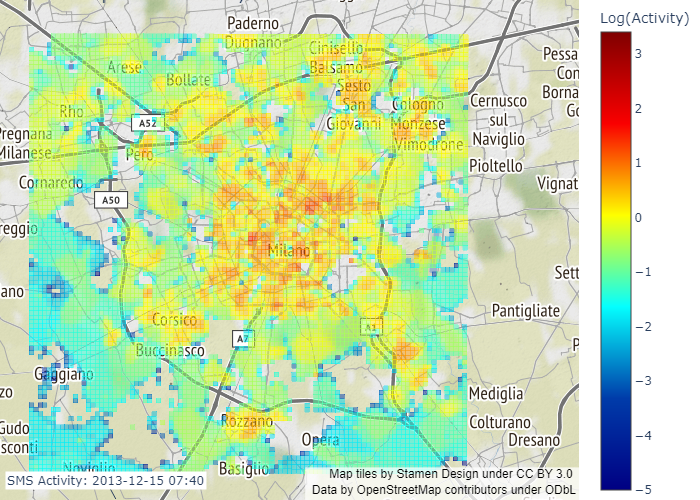 Log(Activity)
Paderno
Dugnano
Cinisello
Balsamo
Arese
Bollate
Sesto
San
Giovanni
Cologno
Monzese
Vimodrone
Cernusco
sul
Naviglio
Pessa
Con
Borna
Go
Rho
A52
Pregnana
Milanese
Pero
Pioltello
Cornaredo
Vignat
A50
reggio
Milano
Sett
ano
Pantigliate
Corsico
A1
A7
Buccinasco
P
Gaggiano
zo
Mediglia
Rozzano
Colturano
Gudo
Opera
Dresano
sconti
Noviglio
Basiglio
SMS Activity: 2013-12-15 07:40
Map tiles by Stamen Design under CC BY 3.0
Data by OpenStreetMap contributors under ODbL
3
2
1
0
−1
−2
−3
−4
−5